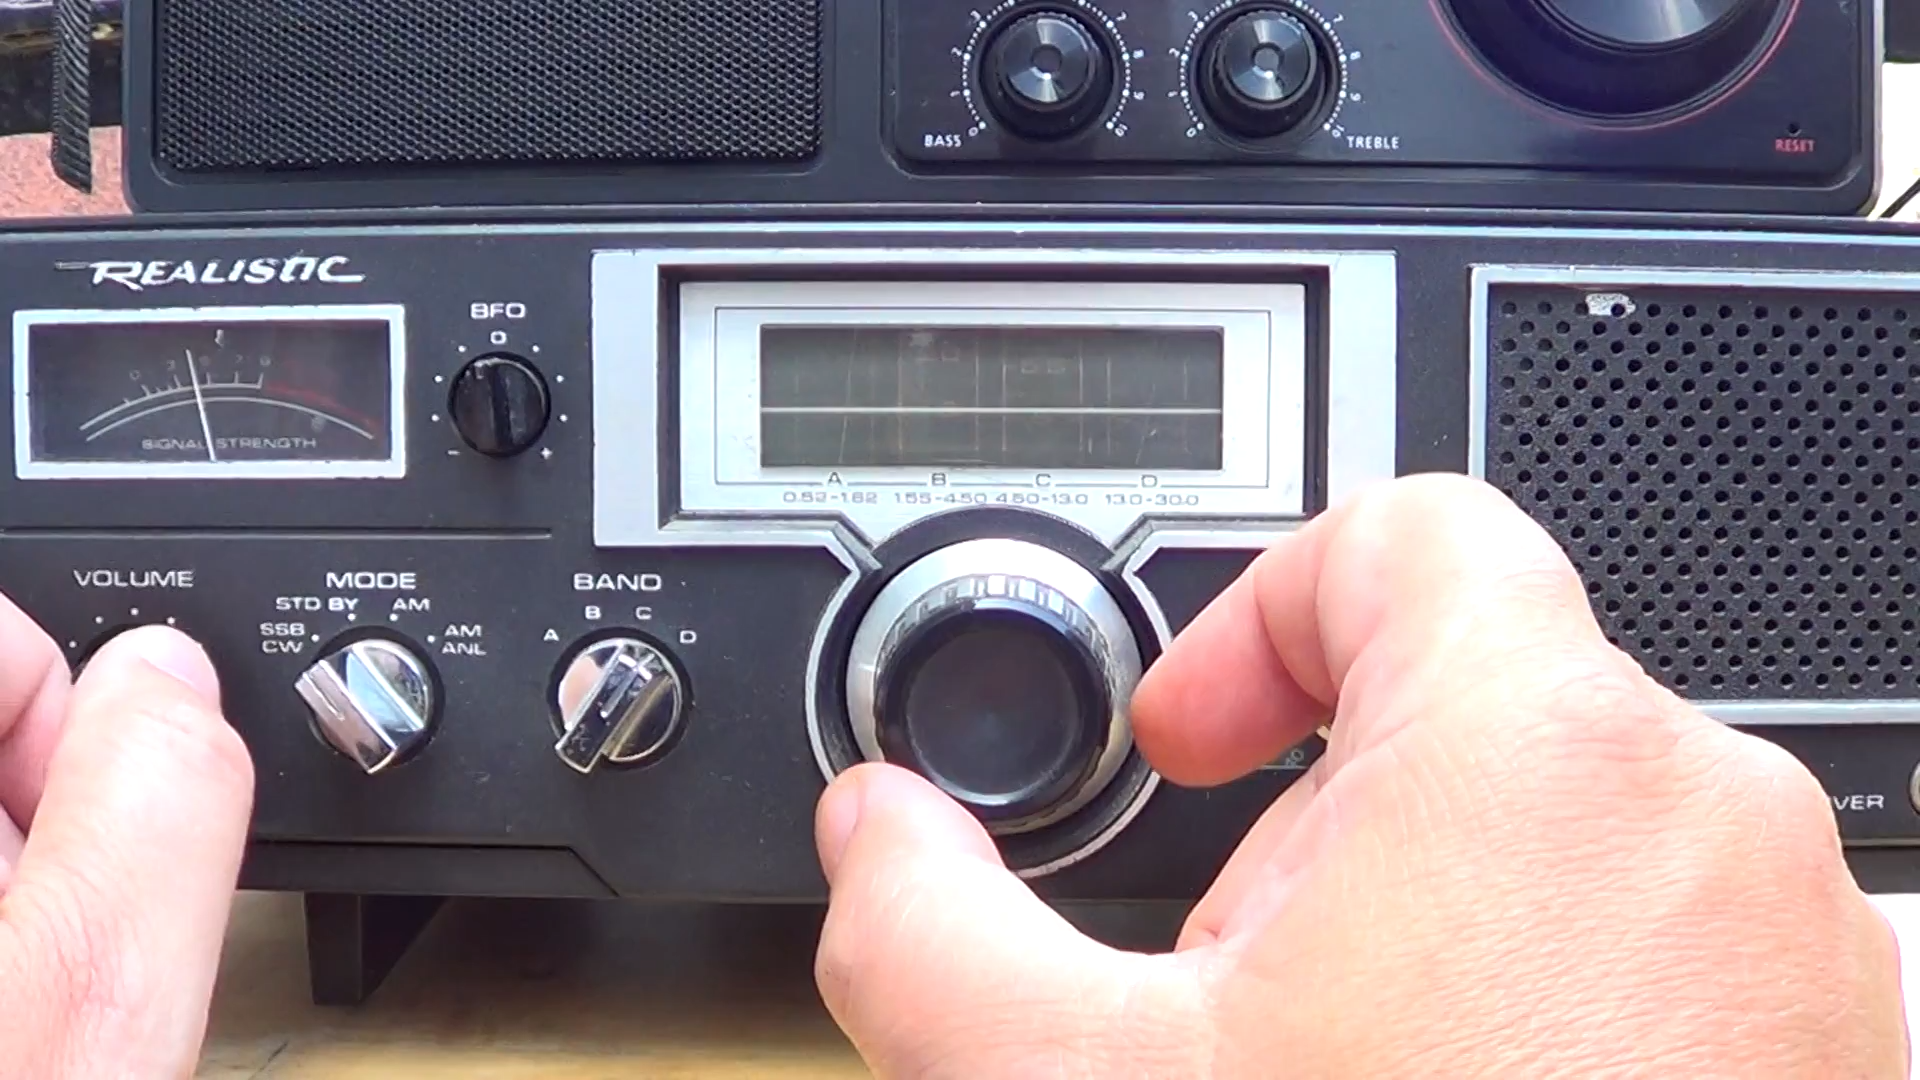 BASS
TREBLE
RESET
REALISTIC
BFO
0
- +
SIGNAL STRENGTH
A B C D
0.52-1.62 1.55-4.50 4.50-13.0 13.0-30.0
VOLUME
MODE
STD BY AM
SSB CW
AM ANL
BAND
A B C D